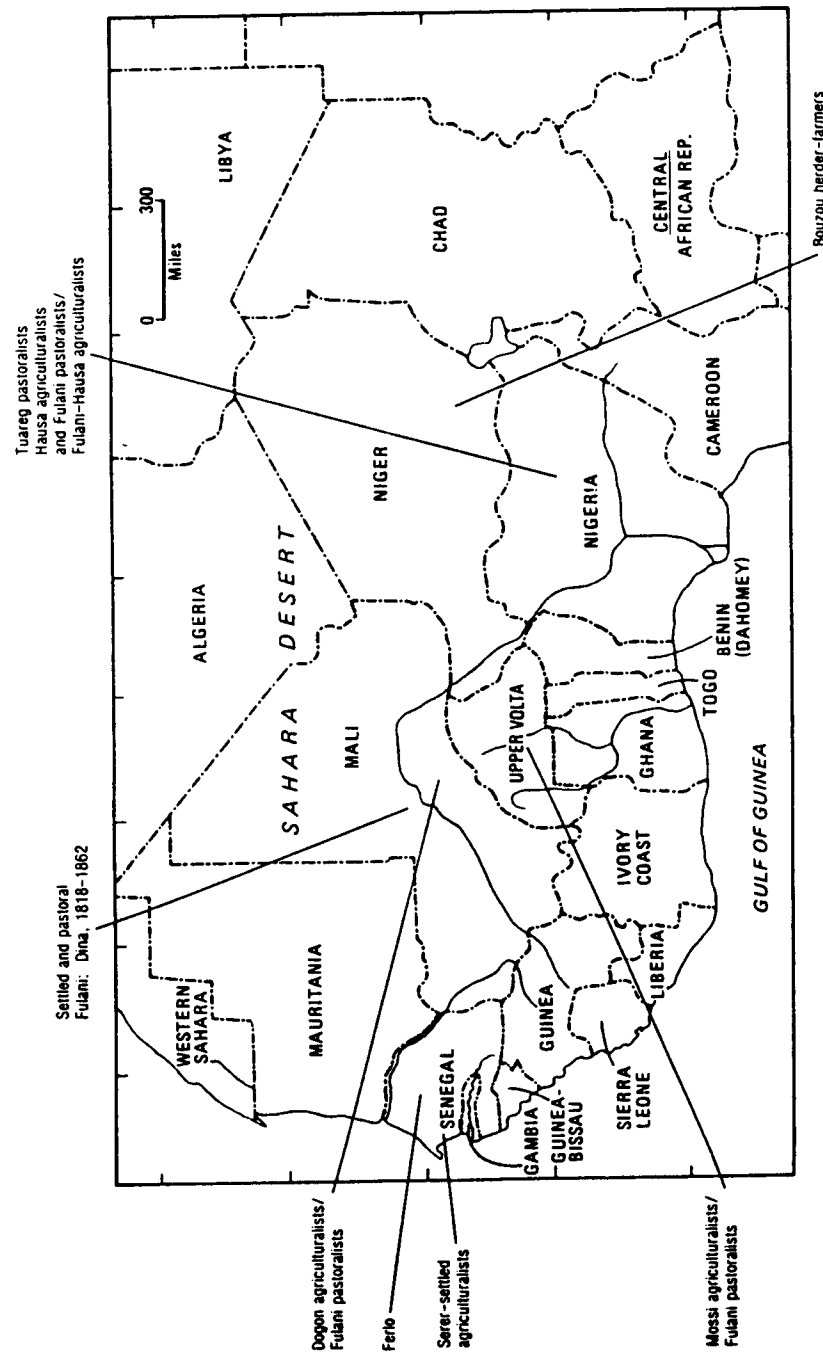 Tuareg pastoralists
Hausa agriculturalists
and Fulani pastoralists/
Fulani-Hausa agriculturalists
Settled and pastoral
Fulani: Dina, 1818-1862
LIBYA
0 300
Miles
ALGERIA
SAHARA DESERT
WESTERN
SAHARA
MAURITANIA
MALI
NIGER
CHAD
Dogon agriculturalists/
Fulani pastoralists
Ferlo
Serer-settled
agriculturalists
SENEGAL
GAMBIA
GUINEA-
BISSAU
GUINEA
SIERRA
LEONE
LIBERIA
IVORY
COAST
UPPER VOLTA
GHANA
TOGO
BENIN
(DAHOMEY)
NIGERIA
CAMEROON
CENTRAL
AFRICAN REP.
GULF OF GUINEA
Mossi agriculturalists/
Fulani pastoralists
Bouzou herder-farmers